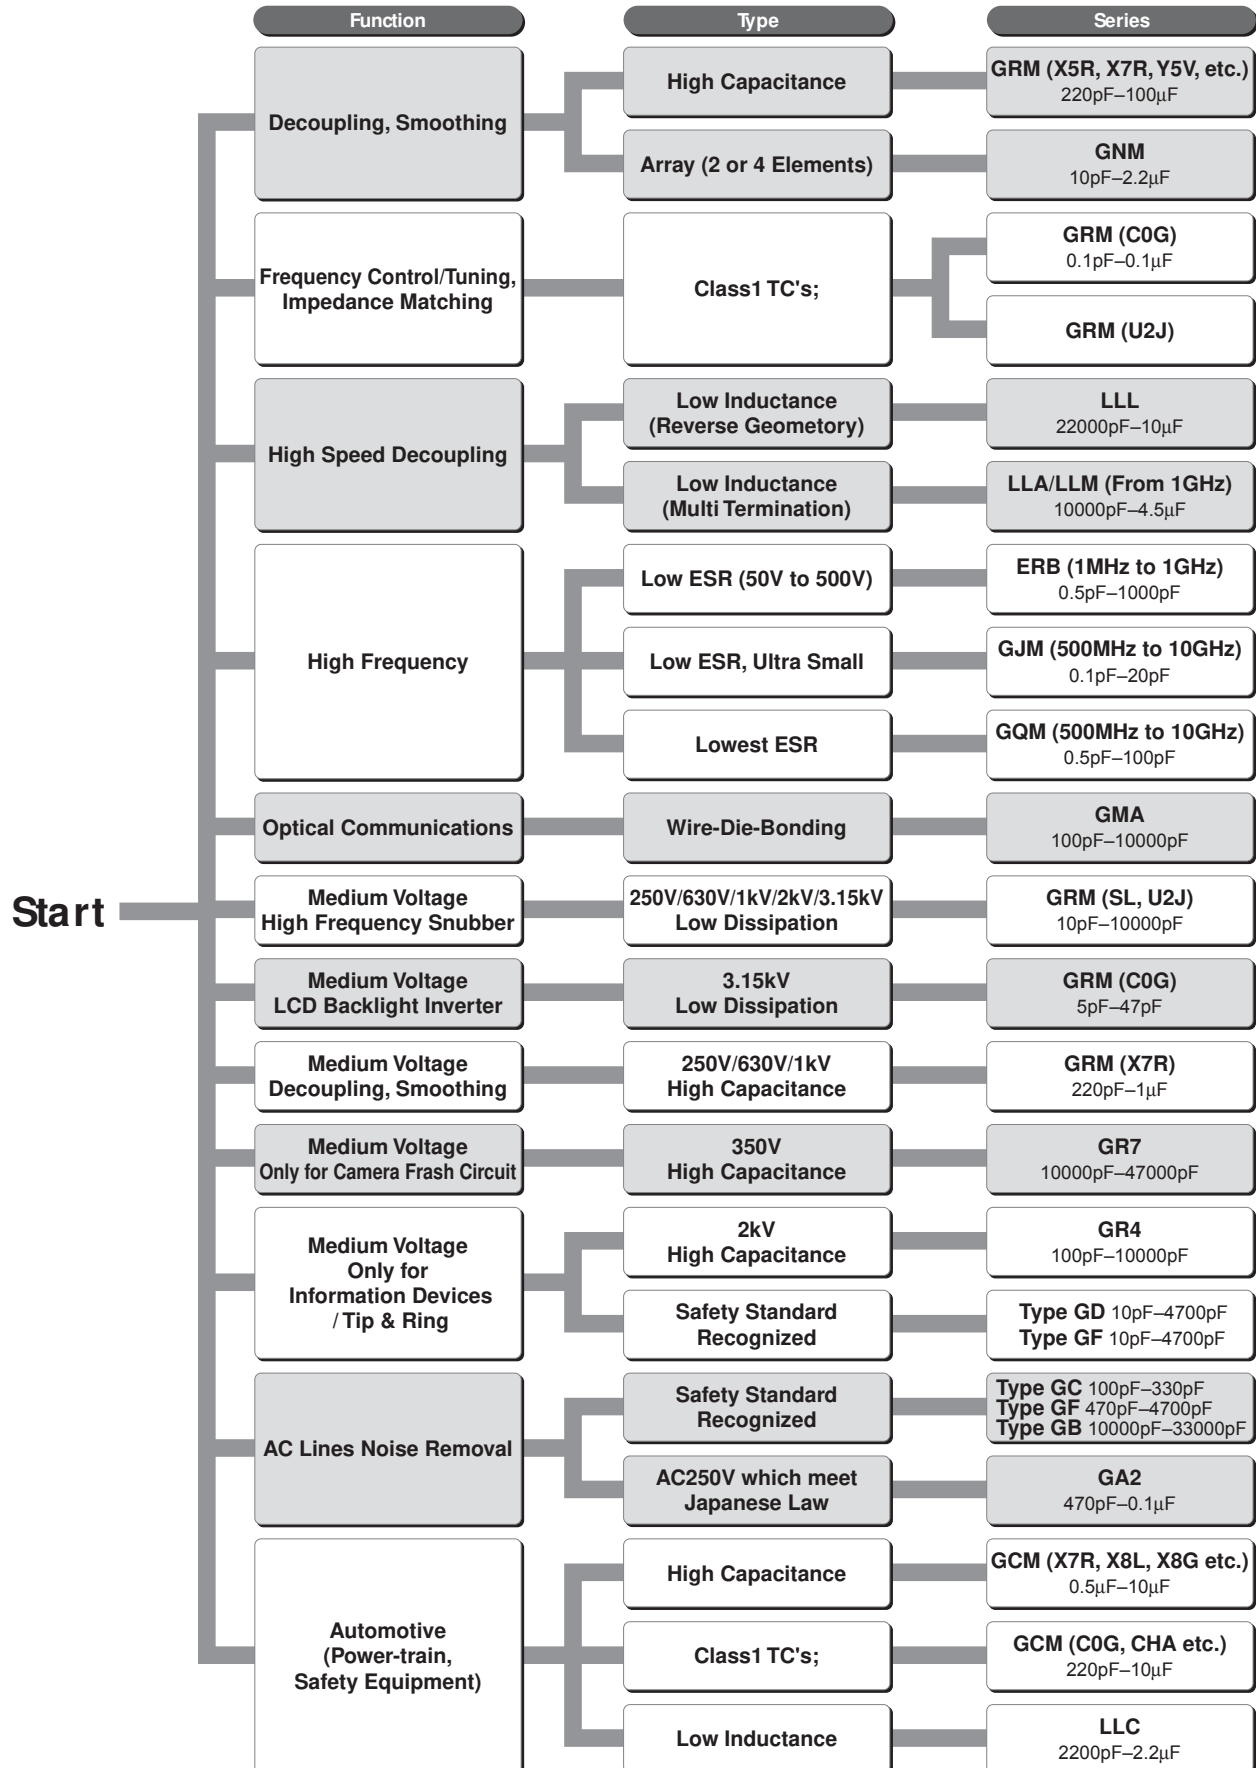 Function
Type
Series
Start
Decoupling, Smoothing
High Capacitance
GRM (X5R, X7R, Y5V, etc.)
220pF–100μF
Array (2 or 4 Elements)
GNM
10pF–2.2μF
Frequency Control/Tuning,
Impedance Matching
Class1 TC's;
GRM (C0G)
0.1pF–0.1μF
GRM (U2J)
High Speed Decoupling
Low Inductance
(Reverse Geometory)
LLL
22000pF–10μF
Low Inductance
(Multi Termination)
LLA/LLM (From 1GHz)
10000pF–4.5μF
High Frequency
Low ESR (50V to 500V)
ERB (1MHz to 1GHz)
0.5pF–1000pF
Low ESR, Ultra Small
GJM (500MHz to 10GHz)
0.1pF–20pF
Lowest ESR
GQM (500MHz to 10GHz)
0.5pF–100pF
Optical Communications
Wire-Die-Bonding
GMA
100pF–10000pF
Medium Voltage
High Frequency Snubber
250V/630V/1kV/2kV/3.15kV
Low Dissipation
GRM (SL, U2J)
10pF–10000pF
Medium Voltage
LCD Backlight Inverter
3.15kV
Low Dissipation
GRM (C0G)
5pF–47pF
Medium Voltage
Decoupling, Smoothing
250V/630V/1kV
High Capacitance
GRM (X7R)
220pF–1μF
Medium Voltage
Only for Camera Frash Circuit
350V
High Capacitance
GR7
10000pF–47000pF
Medium Voltage
Only for
Information Devices
/ Tip & Ring
2kV
High Capacitance
GR4
100pF–10000pF
Safety Standard
Recognized
Type GD 10pF–4700pF
Type GF 10pF–4700pF
AC Lines Noise Removal
Safety Standard
Recognized
Type GC 100pF–330pF
Type GF 470pF–4700pF
Type GB 10000pF–33000pF
AC250V which meet
Japanese Law
GA2
470pF–0.1μF
Automotive
(Power-train,
Safety Equipment)
High Capacitance
GCM (X7R, X8L, X8G etc.)
0.5μF–10μF
Class1 TC's;
GCM (C0G, CHA etc.)
220pF–10μF
Low Inductance
LLC
2200pF–2.2μF